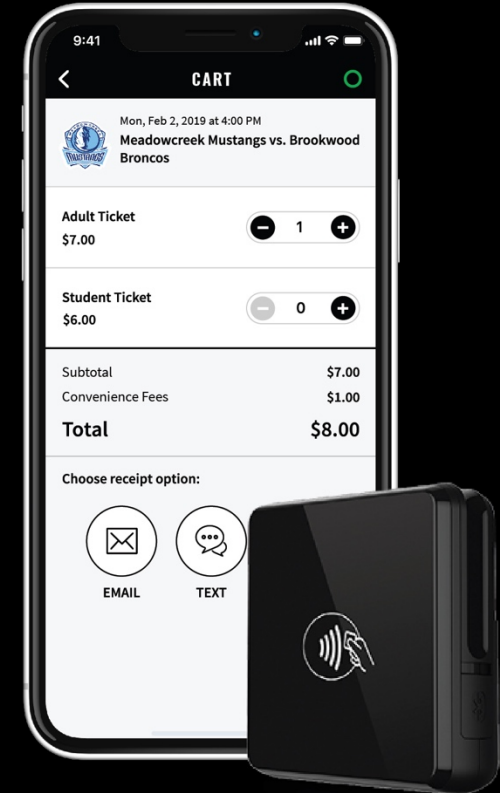 9:41
CART
Mon, Feb 2, 2019 at 4:00 PM
Meadowcreek Mustangs vs. Brookwood
Broncos
MUSTANGS
Adult Ticket
$7.00
1
Student Ticket
$6.00
0
Subtotal $7.00
Convenience Fees $1.00
Total $8.00
Choose receipt option:
EMAIL TEXT